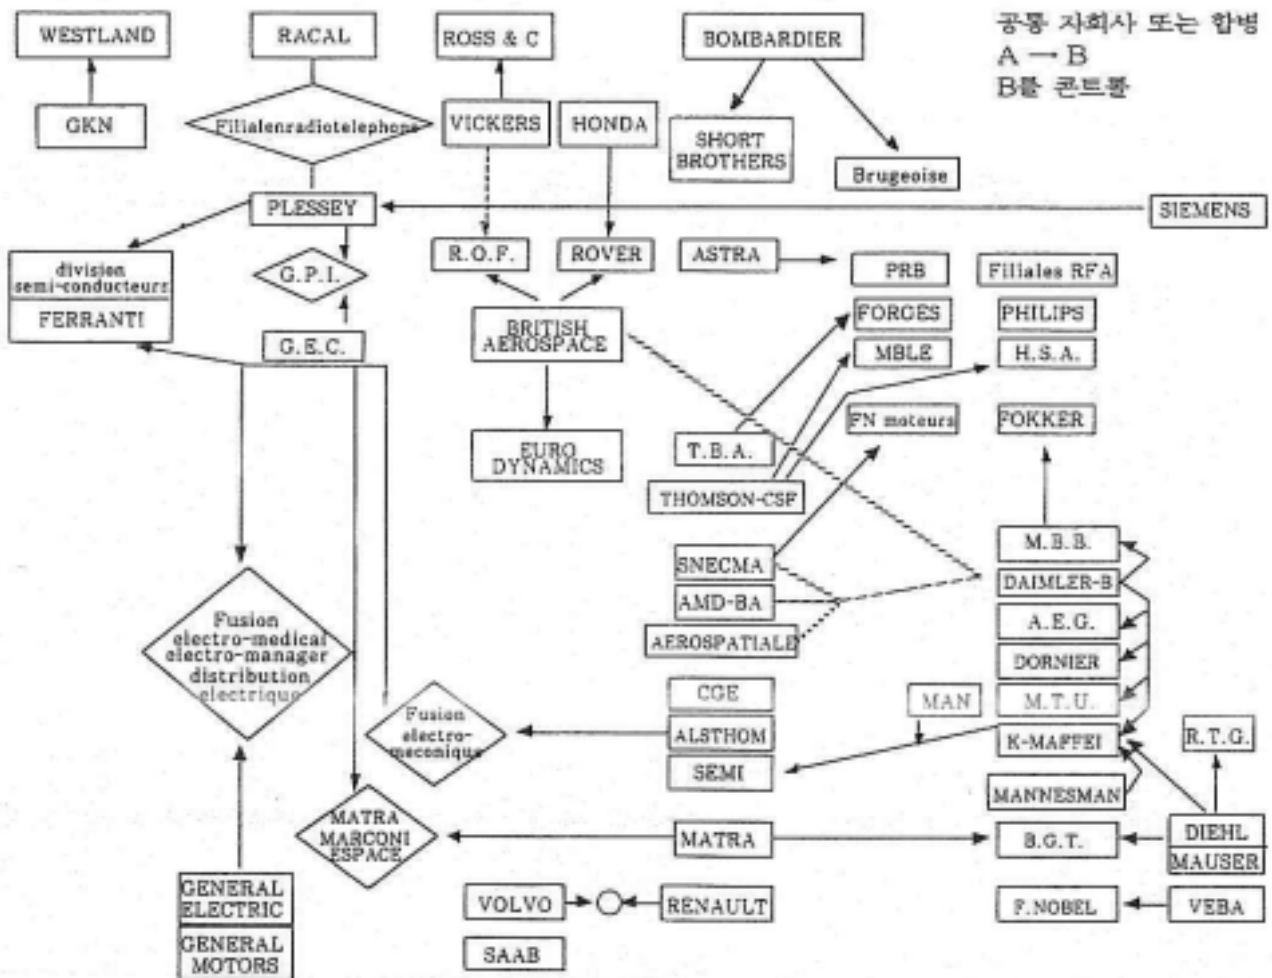 공통 자회사 또는 합병
A → B
B를 콘트롤
WESTLAND
RACAL
ROSS & C
BOMBARDIER
GKN
Filialenradiotelephone
VICKERS
HONDA
SHORT
BROTHERS
Brugeoise
PLESSEY
SIEMENS
division
semi-conducteurs
FERRANTI
G.P.I.
R.O.F.
ROVER
ASTRA
PRB
Filiales RFA
G.E.C.
BRITISH
AEROSPACE
FORGES
PHILIPS
MBLE
H.S.A.
EURO
DYNAMICS
T.B.A.
FN moteurs
FOKKER
THOMSON-CSF
M.B.B.
SNECMA
DAIMLER-B
AMD-BA
A.E.G.
AEROSPATIALE
DORNIER
Fusion
electro-medical
electro-manager
distribution
electrique
CGE
MAN
M.T.U.
Fusion
electro-
meconique
ALSTHOM
K-MAFFEI
R.T.G.
SEMI
MANNESMAN
MATRA
MARCONI
ESPACE
MATRA
B.G.T.
DIEHL
MAUSER
GENERAL
ELECTRIC
VOLVO
RENAULT
F.NOBEL
VEBA
GENERAL
MOTORS
SAAB